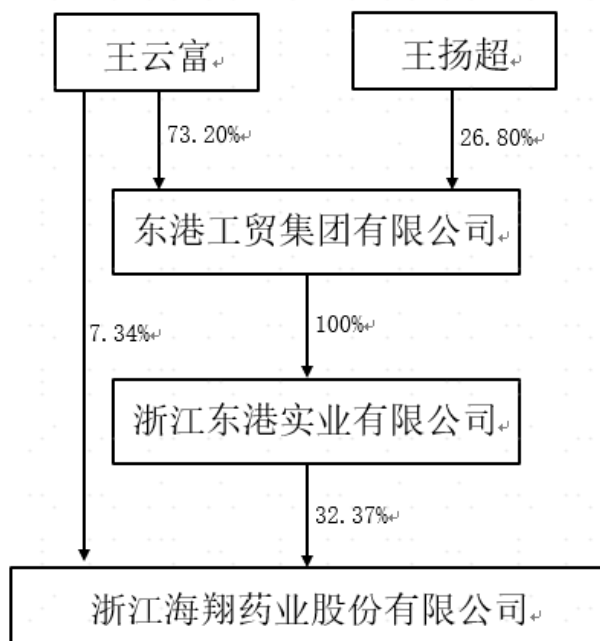 王云富
王扬超
73.20%
26.80%
东港工贸集团有限公司
7.34%
100%
浙江东港实业有限公司
32.37%
浙江海翔药业股份有限公司